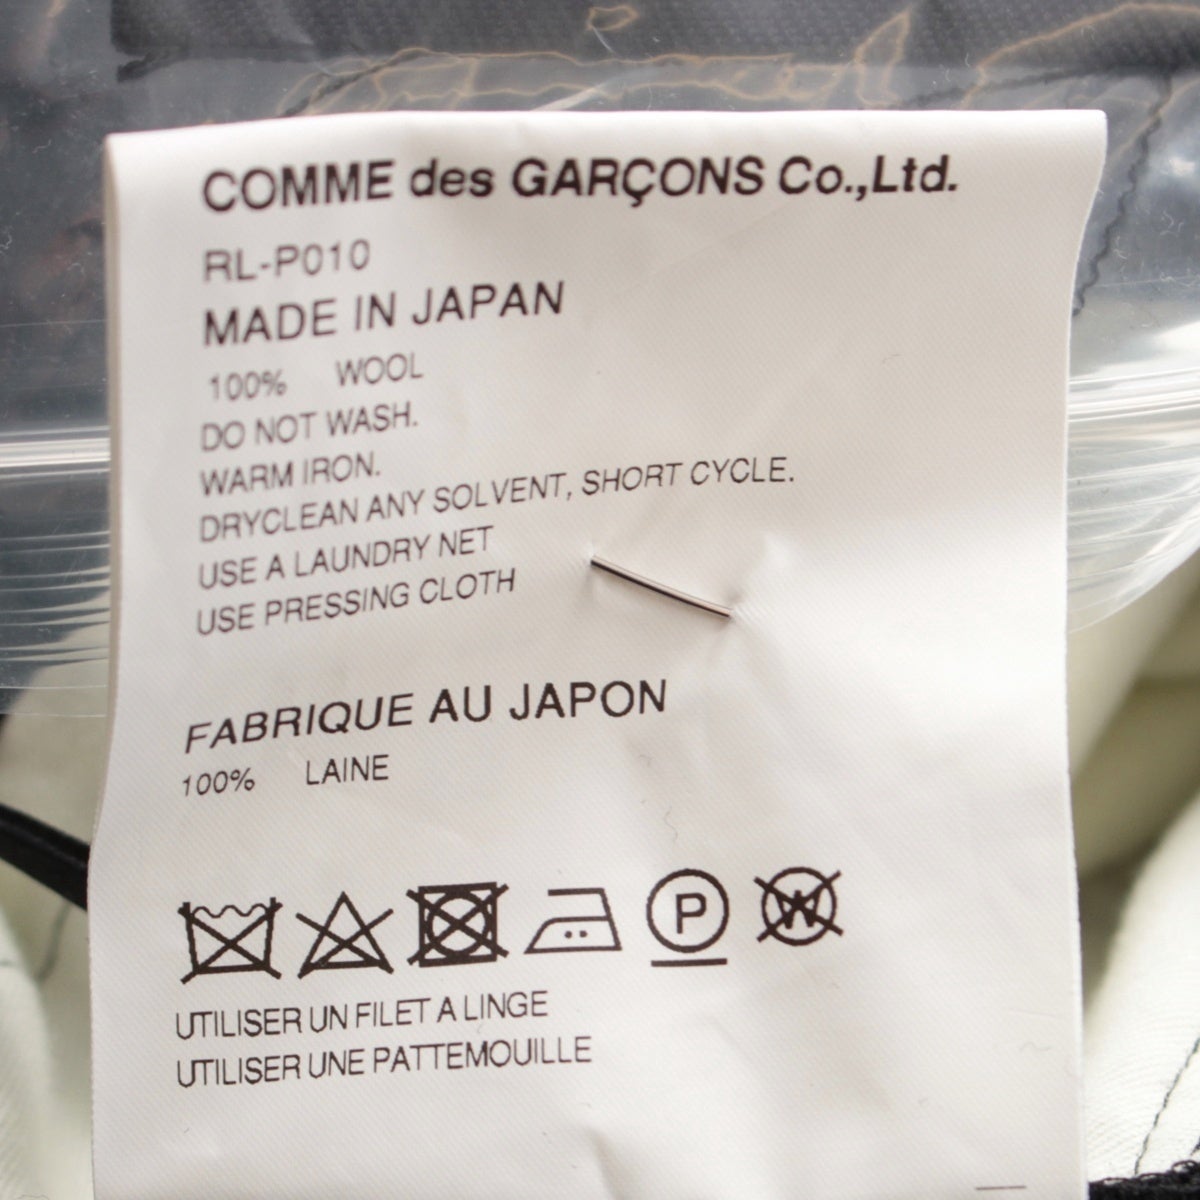 COMME des GARÇONS Co.,Ltd.
RL-P010
MADE IN JAPAN
100% WOOL
DO NOT WASH.
WARM IRON.
DRYCLEAN ANY SOLVENT, SHORT CYCLE.
USE A LAUNDRY NET
USE PRESSING CLOTH
FABRIQUE AU JAPON
100% LAINE
P W
UTILISER UN FILET A LINGE
UTILISER UNE PATTEMOUILLE